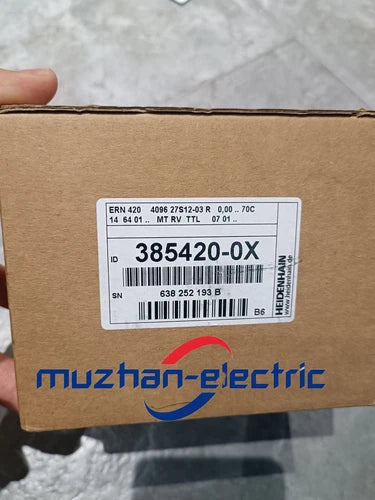 ERN 420 4096 27S12-03 R 0,00 .. 70C
14 64 01 .. MT RV TTL 07 01 ..
ID 385420-0X
SN 638 252 193 B
B6
HEIDENHAIN
www.heidenhain.de
muzhan-electric